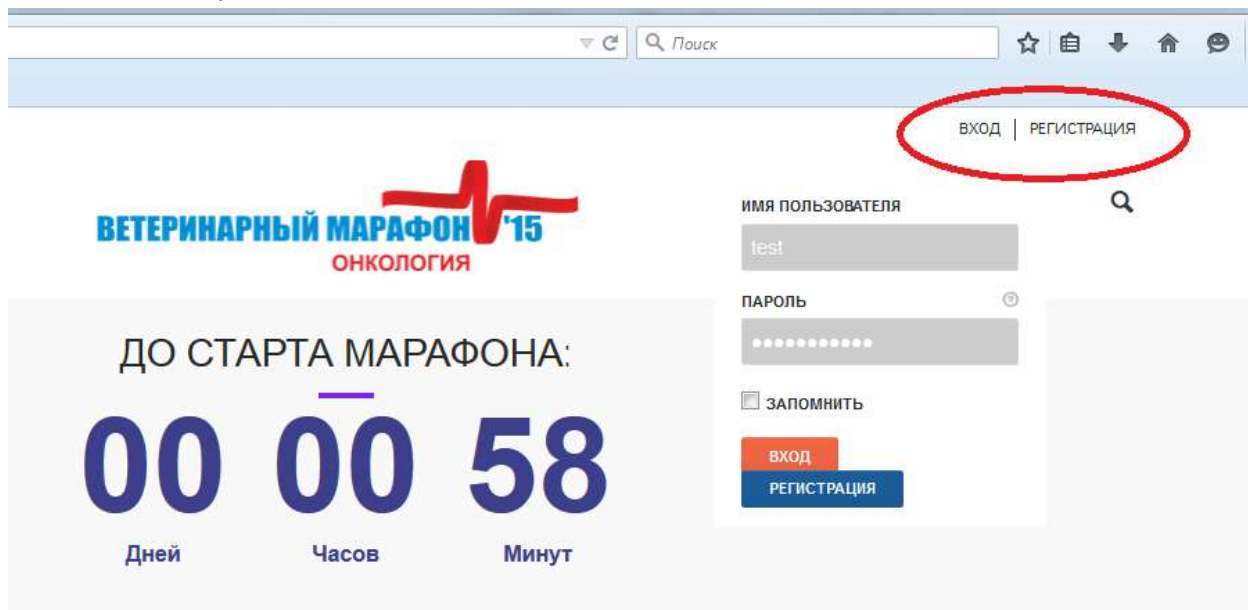 Поиск
ВХОД | РЕГИСТРАЦИЯ
ВЕТЕРИНАРНЫЙ МАРАФОН '15
ОНКОЛОГИЯ
ИМЯ ПОЛЬЗОВАТЕЛЯ
test
ПАРОЛЬ
ЗАПОМНИТЬ
ВХОД
РЕГИСТРАЦИЯ
ДО СТАРТА МАРАФОНА:
00 00 58
Дней Часов Минут